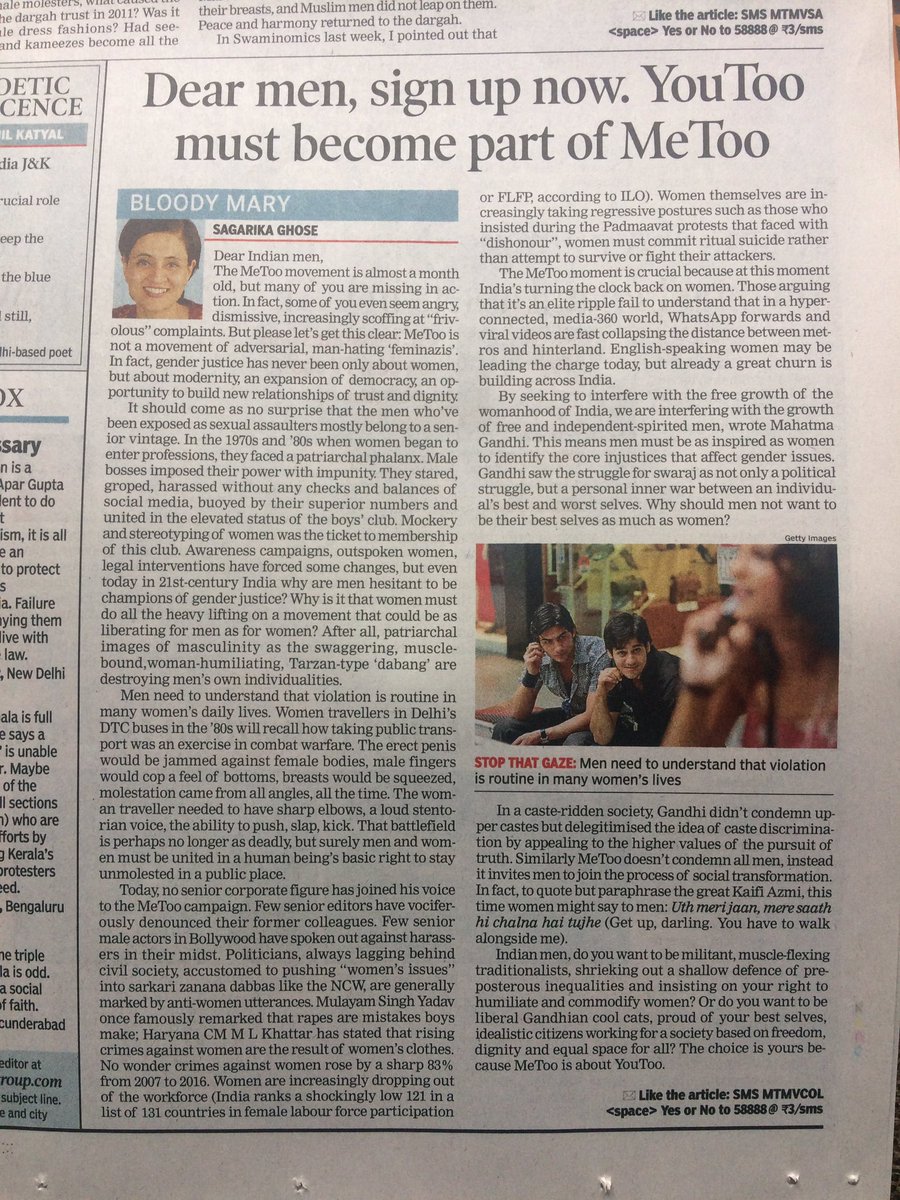 ale molesters, what caused the
he dargah trust in 2011? Was it
le dress fashions? Had see-
and kameezes become all the
their breasts, and Muslim men did not leap on them.
Peace and harmony returned to the dargah.
In Swaminomics last week, I pointed out that
Like the article: SMS MTMVSA
<space> Yes or No to 58888@ ₹3/sms
OETIC
CENCE
IL KATYAL
dia J&K
rucial role
eep the
the blue
still,
lhi-based poet
OX
ssary
n is a
Apar Gupta
lent to do
t
ism, it is all
e an
to protect
s
ia. Failure
ying them
live with
law.
, New Delhi
ala is full
e says a
' is unable
r. Maybe
of the
ll sections
n) who are
fforts by
g Kerala's
protesters
eed.
, Bengaluru
ne triple
la is odd.
a social
of faith.
cunderabad
editor at
roup.com
subject line.
e and city
Dear men, sign up now. YouToo
must become part of MeToo
BLOODY MARY
SAGARIKA GHOSE
Dear Indian men,
The MeToo movement is almost a month
old, but many of you are missing in ac-
tion. In fact, some of you even seem angry,
dismissive, increasingly scoffing at "friv-
olous" complaints. But please let's get this clear: MeToo is
not a movement of adversarial, man-hating 'feminazis'.
In fact, gender justice has never been only about women,
but about modernity, an expansion of democracy, an op-
portunity to build new relationships of trust and dignity.
It should come as no surprise that the men who've
been exposed as sexual assaulters mostly belong to a sen-
ior vintage. In the 1970s and '80s when women began to
enter professions, they faced a patriarchal phalanx. Male
bosses imposed their power with impunity. They stared,
groped, harassed without any checks and balances of
social media, buoyed by their superior numbers and
united in the elevated status of the boys' club. Mockery
and stereotyping of women was the ticket to membership
of this club. Awareness campaigns, outspoken women,
legal interventions have forced some changes, but even
today in 21st-century India why are men hesitant to be
champions of gender justice? Why is it that women must
do all the heavy lifting on a movement that could be as
liberating for men as for women? After all, patriarchal
images of masculinity as the swaggering, muscle-
bound,woman-humiliating, Tarzan-type 'dabang' are
destroying men's own individualities.
Men need to understand that violation is routine in
many women's daily lives. Women travellers in Delhi's
DTC buses in the '80s will recall how taking public trans-
port was an exercise in combat warfare. The erect penis
would be jammed against female bodies, male fingers
would cop a feel of bottoms, breasts would be squeezed,
molestation came from all angles, all the time. The wom-
an traveller needed to have sharp elbows, a loud stento-
rian voice, the ability to push, slap, kick. That battlefield
is perhaps no longer as deadly, but surely men and wom-
en must be united in a human being's basic right to stay
unmolested in a public place.
Today, no senior corporate figure has joined his voice
to the MeToo campaign. Few senior editors have vocifer-
ously denounced their former colleagues. Few senior
male actors in Bollywood have spoken out against harass-
ers in their midst. Politicians, always lagging behind
civil society, accustomed to pushing "women's issues"
into sarkari zanana dabbas like the NCW, are generally
marked by anti-women utterances. Mulayam Singh Yadav
once famously remarked that rapes are mistakes boys
make; Haryana CM M L Khattar has stated that rising
crimes against women are the result of women's clothes.
No wonder crimes against women rose by a sharp 83%
from 2007 to 2016. Women are increasingly dropping out
of the workforce (India ranks a shockingly low 121 in a
list of 131 countries in female labour force participation
or FLFP, according to ILO). Women themselves are in-
creasingly taking regressive postures such as those who
insisted during the Padmaavat protests that faced with
"dishonour", women must commit ritual suicide rather
than attempt to survive or fight their attackers.
The MeToo moment is crucial because at this moment
India's turning the clock back on women. Those arguing
that it's an elite ripple fail to understand that in a hyper-
connected, media-360 world, WhatsApp forwards and
viral videos are fast collapsing the distance between met-
ros and hinterland. English-speaking women may be
leading the charge today, but already a great churn is
building across India.
By seeking to interfere with the free growth of the
womanhood of India, we are interfering with the growth
of free and independent-spirited men, wrote Mahatma
Gandhi. This means men must be as inspired as women
to identify the core injustices that affect gender issues.
Gandhi saw the struggle for swaraj as not only a political
struggle, but a personal inner war between an individu-
al's best and worst selves. Why should men not want to
be their best selves as much as women?
Getty Images
STOP THAT GAZE: Men need to understand that violation
is routine in many women's lives
In a caste-ridden society, Gandhi didn't condemn up-
per castes but delegitimised the idea of caste discrimina-
tion by appealing to the higher values of the pursuit of
truth. Similarly MeToo doesn't condemn all men, instead
it invites men to join the process of social transformation.
In fact, to quote but paraphrase the great Kaifi Azmi, this
time women might say to men: Uth meri jaan, mere saath
hi chalna hai tujhe (Get up, darling. You have to walk
alongside me).
Indian men, do you want to be militant, muscle-flexing
traditionalists, shrieking out a shallow defence of pre-
posterous inequalities and insisting on your right to
humiliate and commodify women? Or do you want to be
liberal Gandhian cool cats, proud of your best selves,
idealistic citizens working for a society based on freedom,
dignity and equal space for all? The choice is yours be-
cause MeToo is about YouToo.
Like the article: SMS MTMVCOL
<space> Yes or No to 58888@ ₹3/sms